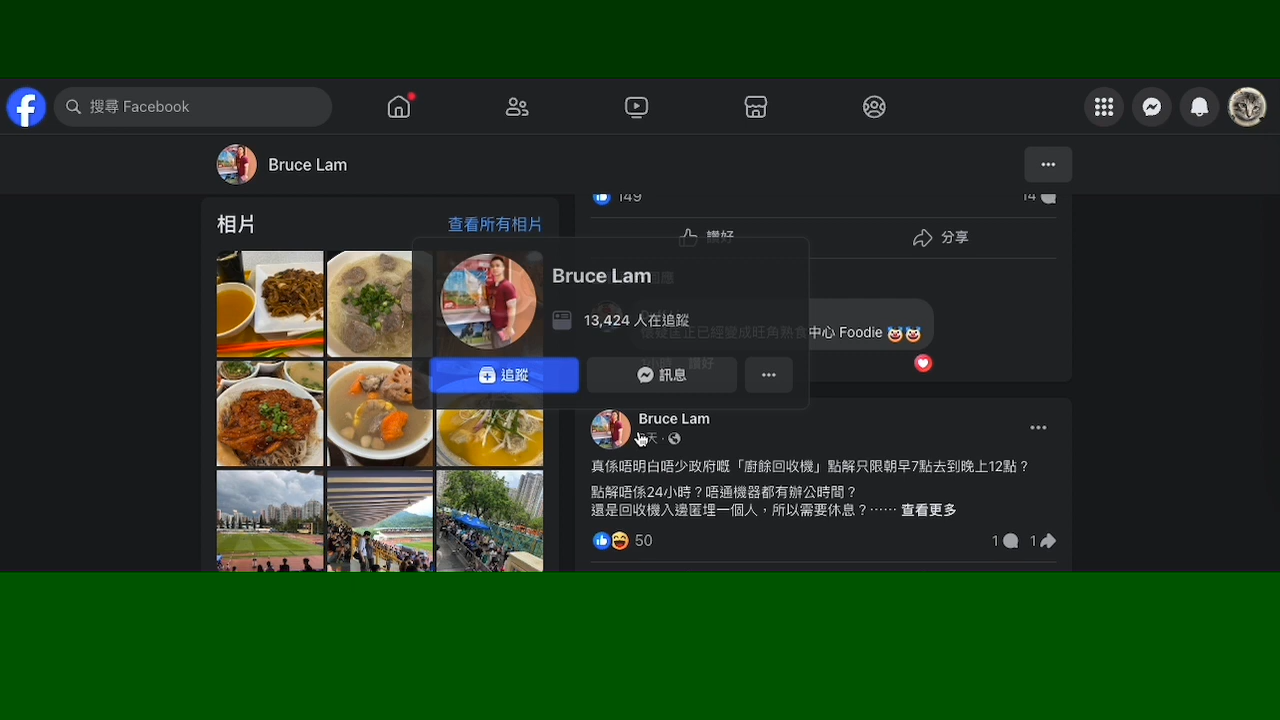 搜尋 Facebook
Bruce Lam
相片
查看所有相片
149
14
讚好
分享
Bruce Lam
13,424 人在追蹤
中心 Foodie 🤡🤡
追蹤
訊息
Bruce Lam
天
真係唔明白唔少政府嘅「廚餘回收機」點解只限朝早7點去到晚上12點？
點解唔係24小時？唔通機器都有辦公時間？
還是回收機入邊匿埋一個人，所以需要休息？⋯⋯ 查看更多
50
1
1